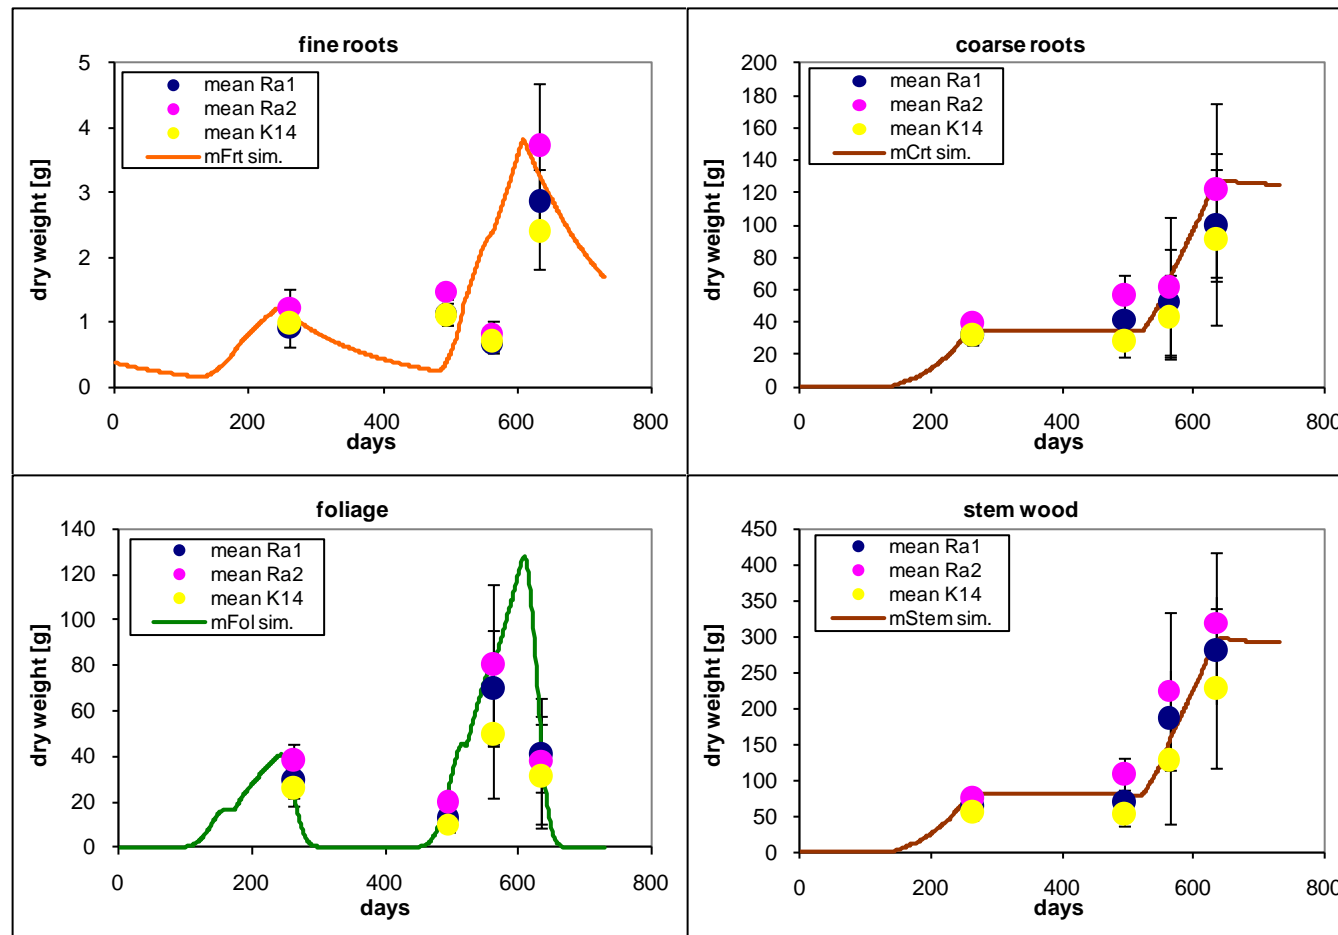 fine roots
dry weight [g]
5
4
3
2
1
0
mean Ra1
mean Ra2
mean K14
mFrt sim.
0 200 400 600 800
days
coarse roots
dry weight [g]
200
180
160
140
120
100
80
60
40
20
0
mean Ra1
mean Ra2
mean K14
mCrt sim.
0 200 400 600 800
days
foliage
dry weight [g]
140
120
100
80
60
40
20
0
mean Ra1
mean Ra2
mean K14
mFol sim.
0 200 400 600 800
days
stem wood
dry weight [g]
450
400
350
300
250
200
150
100
50
0
mean Ra1
mean Ra2
mean K14
mStem sim.
0 200 400 600 800
days